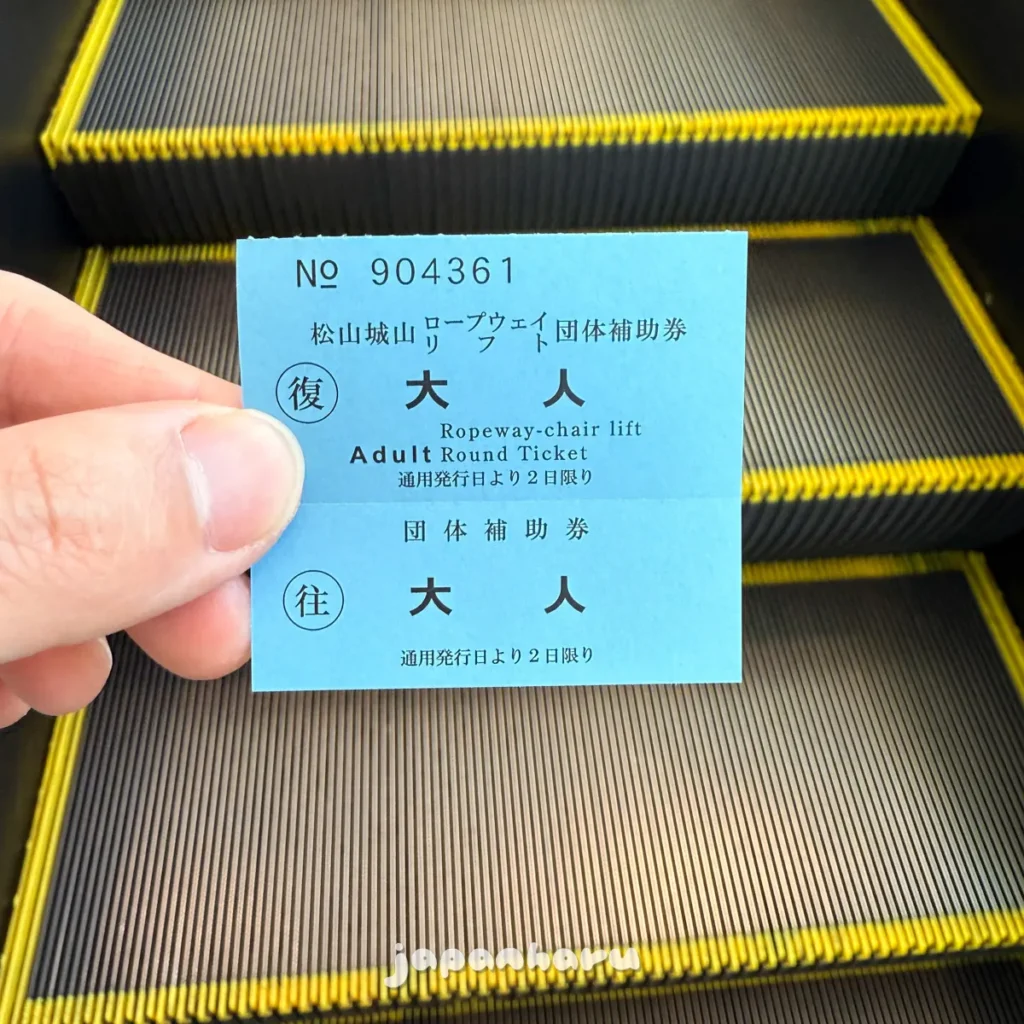 № 904361
松山城山ロープウェイリフト団体補助券
復 大人
Ropeway-chair lift
Adult Round Ticket
通用発行日より2日限り
団体補助券
往 大人
通用発行日より2日限り
japanharu